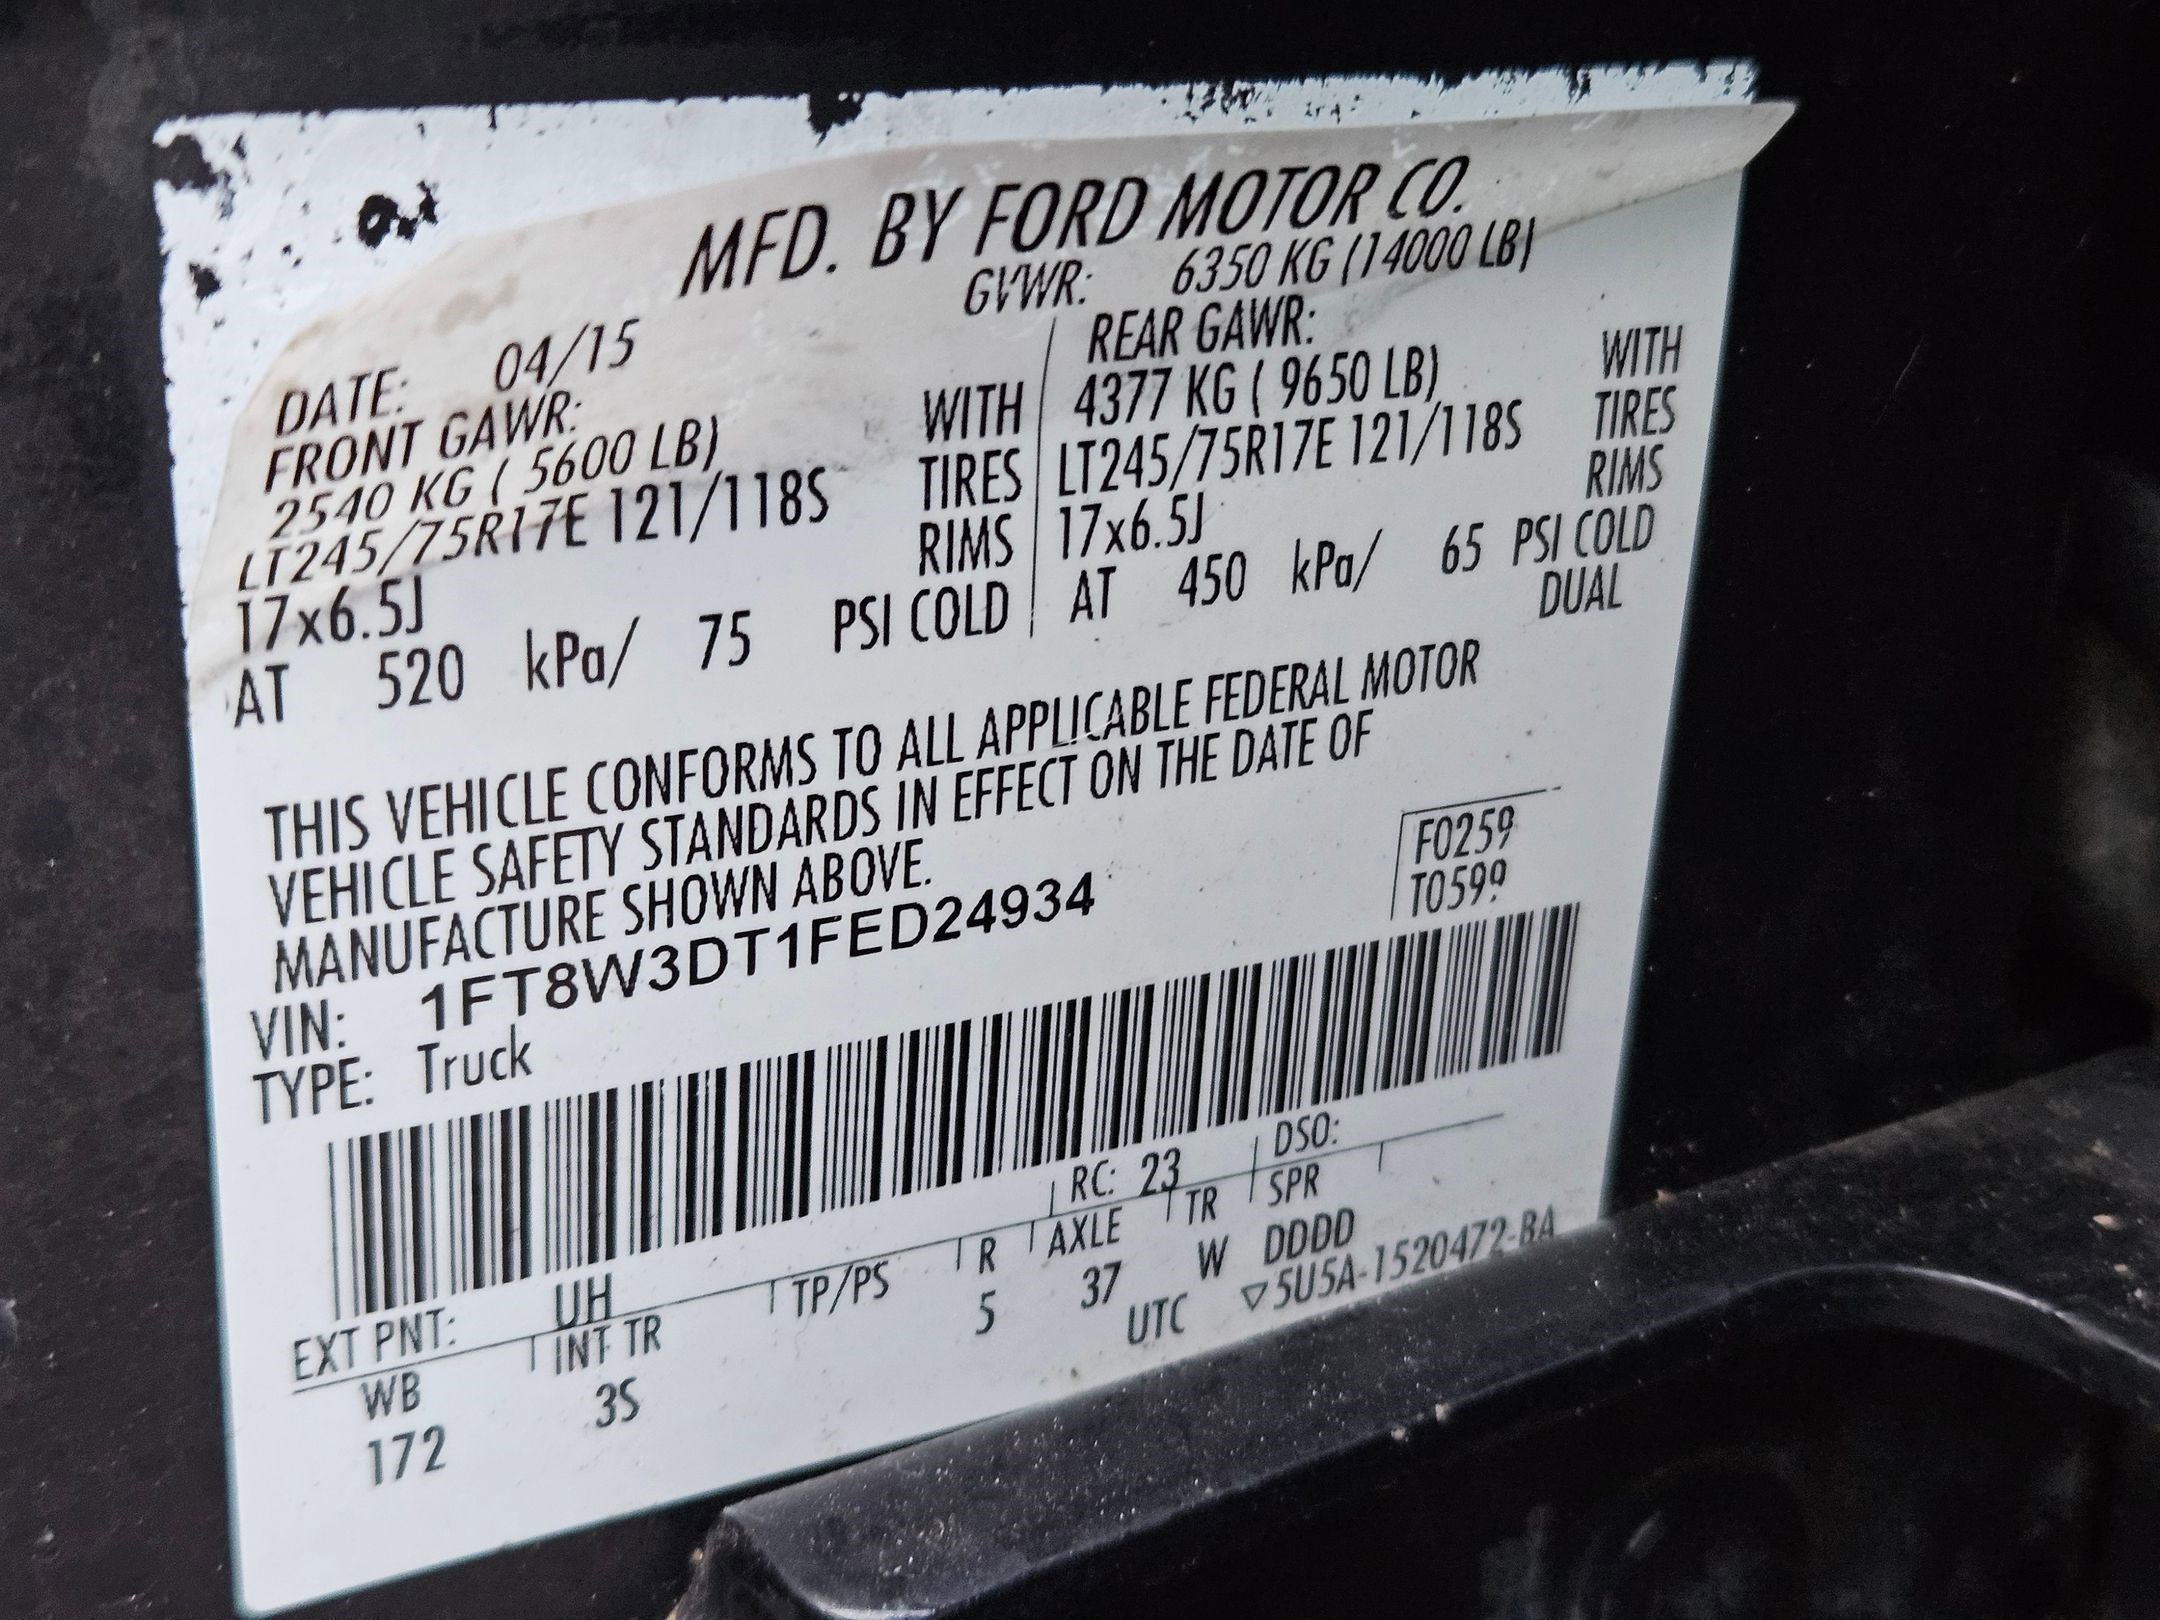 MFD. BY FORD MOTOR CO.
DATE: 04/15 GVWR: 6350 KG (14000 LB)
FRONT GAWR: REAR GAWR:
2540 KG ( 5600 LB) WITH 4377 KG ( 9650 LB) WITH
LT245/75R17E 121/118S TIRES LT245/75R17E 121/118S TIRES
17x6.5J RIMS 17x6.5J RIMS
AT 520 kPa/ 75 PSI COLD AT 450 kPa/ 65 PSI COLD
DUAL
THIS VEHICLE CONFORMS TO ALL APPLICABLE FEDERAL MOTOR
VEHICLE SAFETY STANDARDS IN EFFECT ON THE DATE OF
MANUFACTURE SHOWN ABOVE.
F0259
T0599
VIN: 1FT8W3DT1FED24934
TYPE: Truck
EXT PNT: UH RC: 23 DSO:
WB INT TR TP/PS R AXLE TR SPR
172 3S 5 37 W DDDD
UTC ▽5U5A-1520472-BA